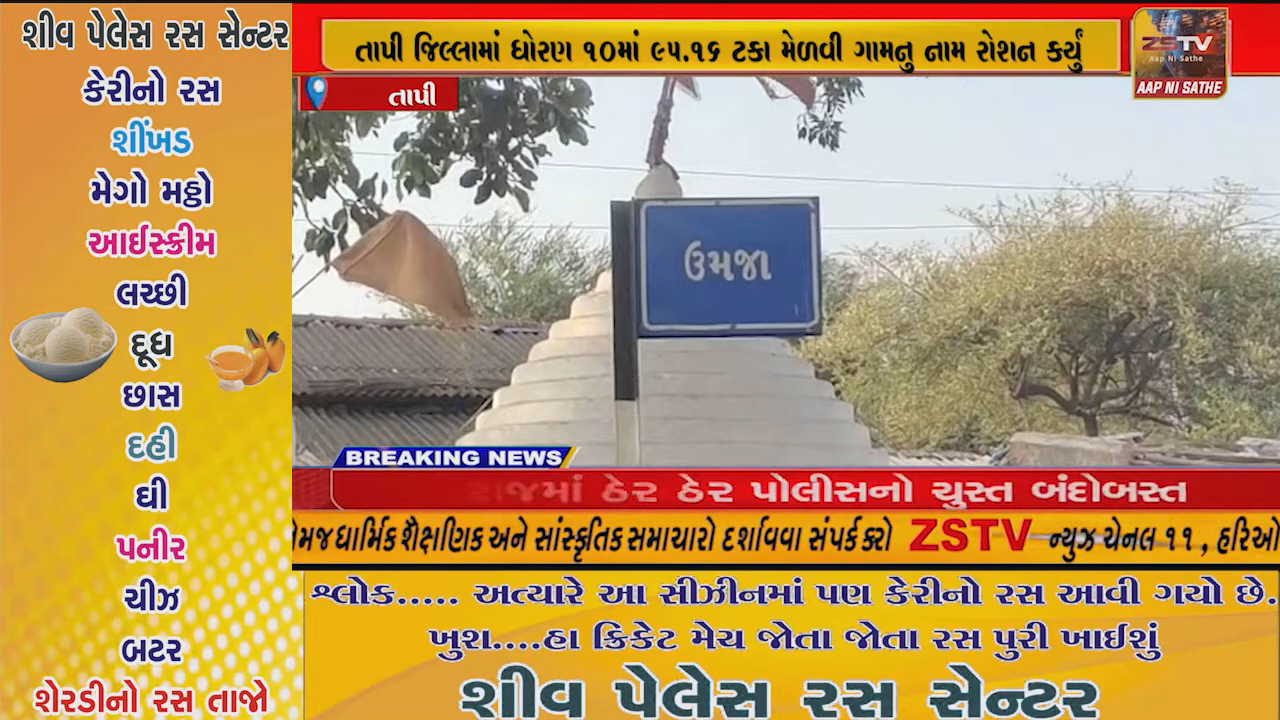 શીવ પેલેસ રસ સેન્ટર
કેરીનો રસ
શીંખડ
મેગો મઠ્ઠો
આઈસ્ક્રીમ
લચ્છી
દૂધ
છાસ
દહી
ઘી
પનીર
ચીઝ
બટર
શેરડીનો રસ તાજો
તાપી જિલ્લામાં ધોરણ ૧૦માં ૯૫.૧૬ ટકા મેળવી ગામનુ નામ રોશન કર્યું
ZSTV
Aap Ni Sathe
AAP NI SATHE
તાપી
ઉમજા
BREAKING NEWS
ઠેર ઠેર પોલીસનો ચુસ્ત બંદોબસ્ત
ધાર્મિક શૈક્ષણિક અને સાંસ્કૃતિક સમાચારો દર્શાવવા સંપર્ક કરો ZSTV ન્યુઝ ચેનલ ૧૧ , હરિઓ
શ્લોક..... અત્યારે આ સીઝીનમાં પણ કેરીનો રસ આવી ગયો છે.
ખુશ....હા ક્રિકેટ મેચ જોતા જોતા રસ પુરી ખાઈશું
શીવ પેલેસ રસ સેન્ટર